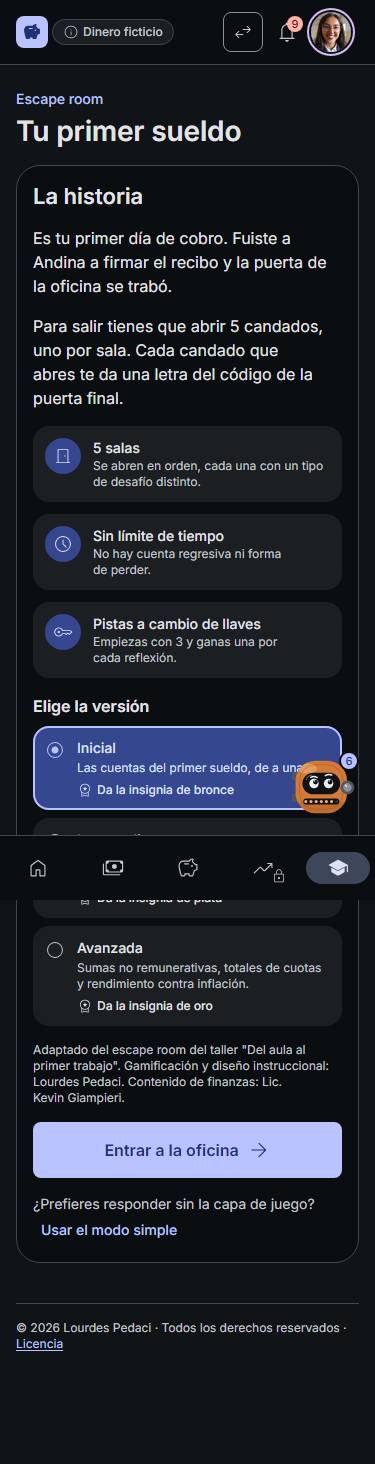 Dinero ficticio
9
Escape room
Tu primer sueldo
La historia
Es tu primer día de cobro. Fuiste a
Andina a firmar el recibo y la puerta de
la oficina se trabó.
Para salir tienes que abrir 5 candados,
uno por sala. Cada candado que
abres te da una letra del código de la
puerta final.
5 salas
Se abren en orden, cada una con un tipo
de desafío distinto.
Sin límite de tiempo
No hay cuenta regresiva ni forma
de perder.
Pistas a cambio de llaves
Empiezas con 3 y ganas una por
cada reflexión.
Elige la versión
Inicial
Las cuentas del primer sueldo, de a una
6
Da la insignia de bronce
Da la insignia de plata
Avanzada
Sumas no remunerativas, totales de cuotas
y rendimiento contra inflación.
Da la insignia de oro
Adaptado del escape room del taller "Del aula al
primer trabajo". Gamificación y diseño instruccional:
Lourdes Pedaci. Contenido de finanzas: Lic.
Kevin Giampieri.
Entrar a la oficina
¿Prefieres responder sin la capa de juego?
Usar el modo simple
© 2026 Lourdes Pedaci · Todos los derechos reservados ·
Licencia